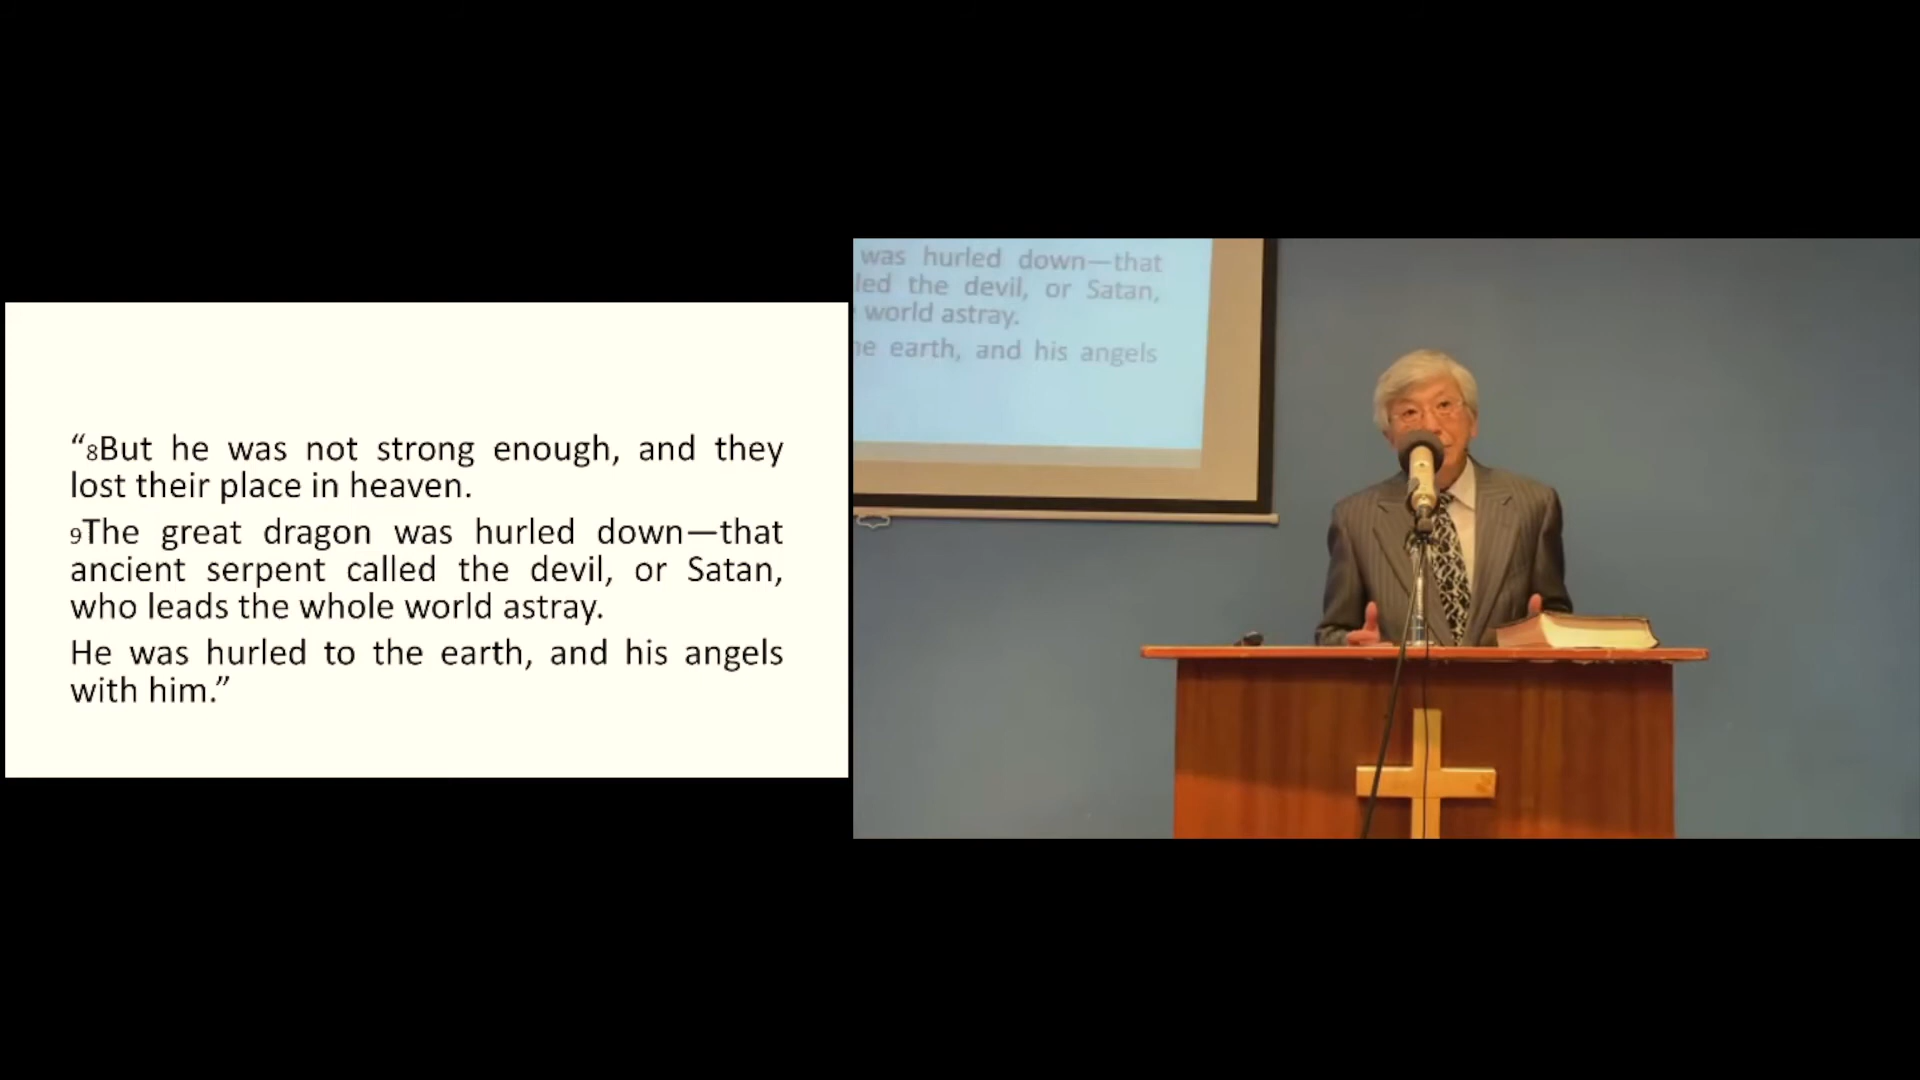 “8But he was not strong enough, and they
lost their place in heaven.
9The great dragon was hurled down—that
ancient serpent called the devil, or Satan,
who leads the whole world astray.
He was hurled to the earth, and his angels
with him.”
was hurled down—that
led the devil, or Satan,
world astray.
he earth, and his angels